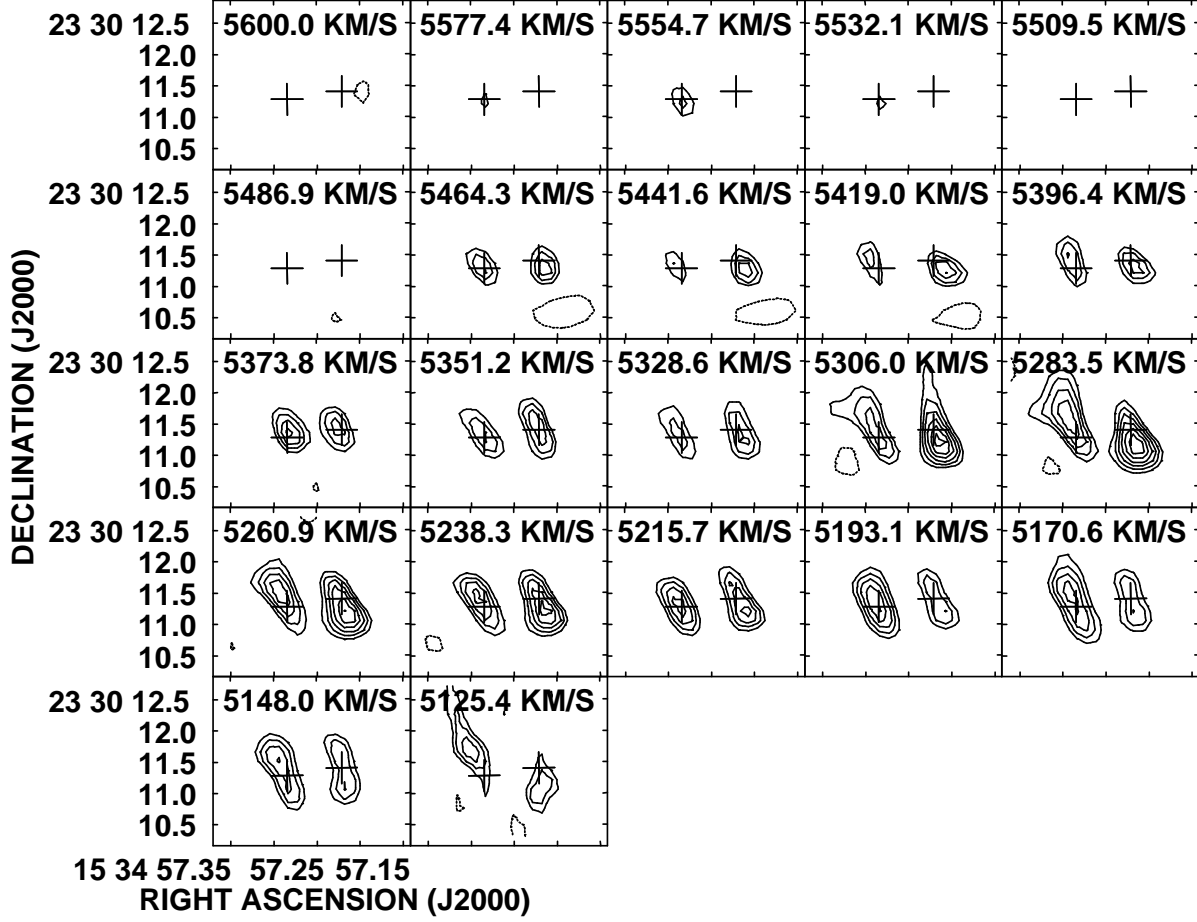 23 30 12.5 5600.0 KM/S 5577.4 KM/S 5554.7 KM/S 5532.1 KM/S 5509.5 KM/S
12.0
11.5
11.0
10.5
23 30 12.5 5486.9 KM/S 5464.3 KM/S 5441.6 KM/S 5419.0 KM/S 5396.4 KM/S
12.0
11.5
11.0
10.5
23 30 12.5 5373.8 KM/S 5351.2 KM/S 5328.6 KM/S 5306.0 KM/S 5283.5 KM/S
12.0
11.5
11.0
10.5
23 30 12.5 5260.9 KM/S 5238.3 KM/S 5215.7 KM/S 5193.1 KM/S 5170.6 KM/S
12.0
11.5
11.0
10.5
23 30 12.5 5148.0 KM/S 5125.4 KM/S
12.0
11.5
11.0
10.5
DECLINATION (J2000)
15 34 57.35 57.25 57.15
RIGHT ASCENSION (J2000)